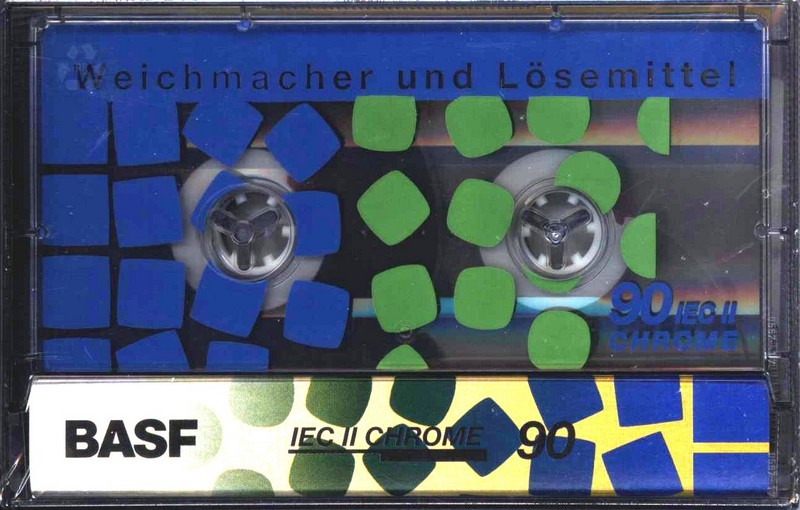 Weichmacher und Lösemittel
90 IEC II
CHROME
BASF IEC II CHROME 90